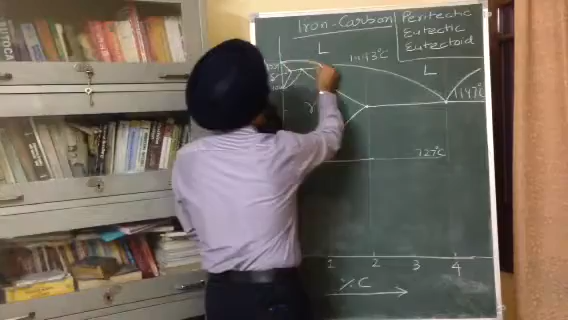 Iron-Carbon
Peritectic
Eutectic
Eutectoid
L
1493°C
L
1147°C
γ
727°C
1 2 3 4
% C